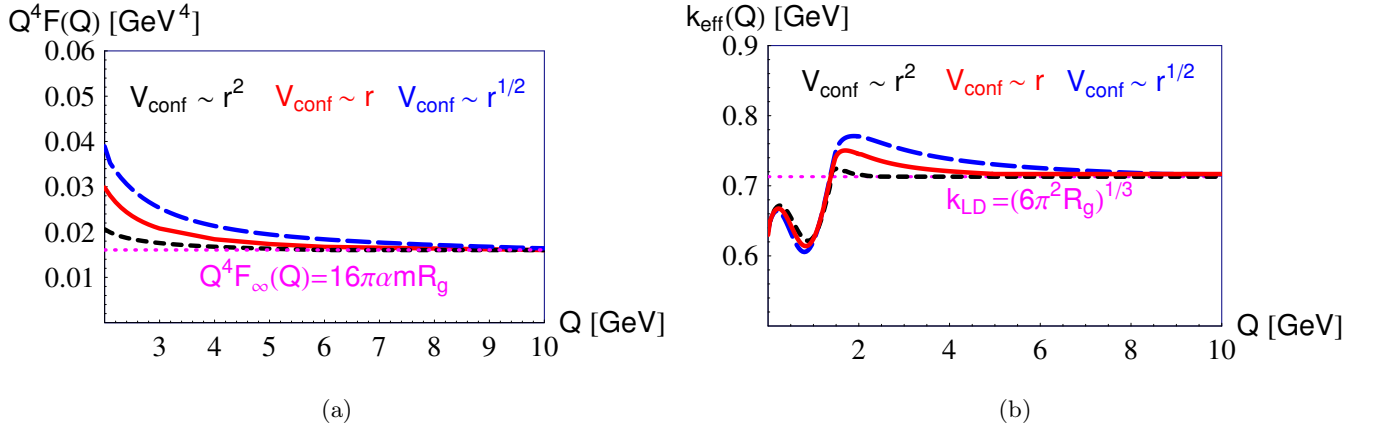 Q⁴F(Q) [GeV⁴]
0.06
0.05
0.04
0.03
0.02
0.01
V_conf ~ r² V_conf ~ r V_conf ~ r^{1/2}
Q⁴F_∞(Q)=16παmR_g
Q [GeV]
3 4 5 6 7 8 9 10
(a)
k_eff(Q) [GeV]
0.9
0.8
0.7
0.6
V_conf ~ r² V_conf ~ r V_conf ~ r^{1/2}
k_LD=(6π²R_g)^{1/3}
Q [GeV]
2 4 6 8 10
(b)